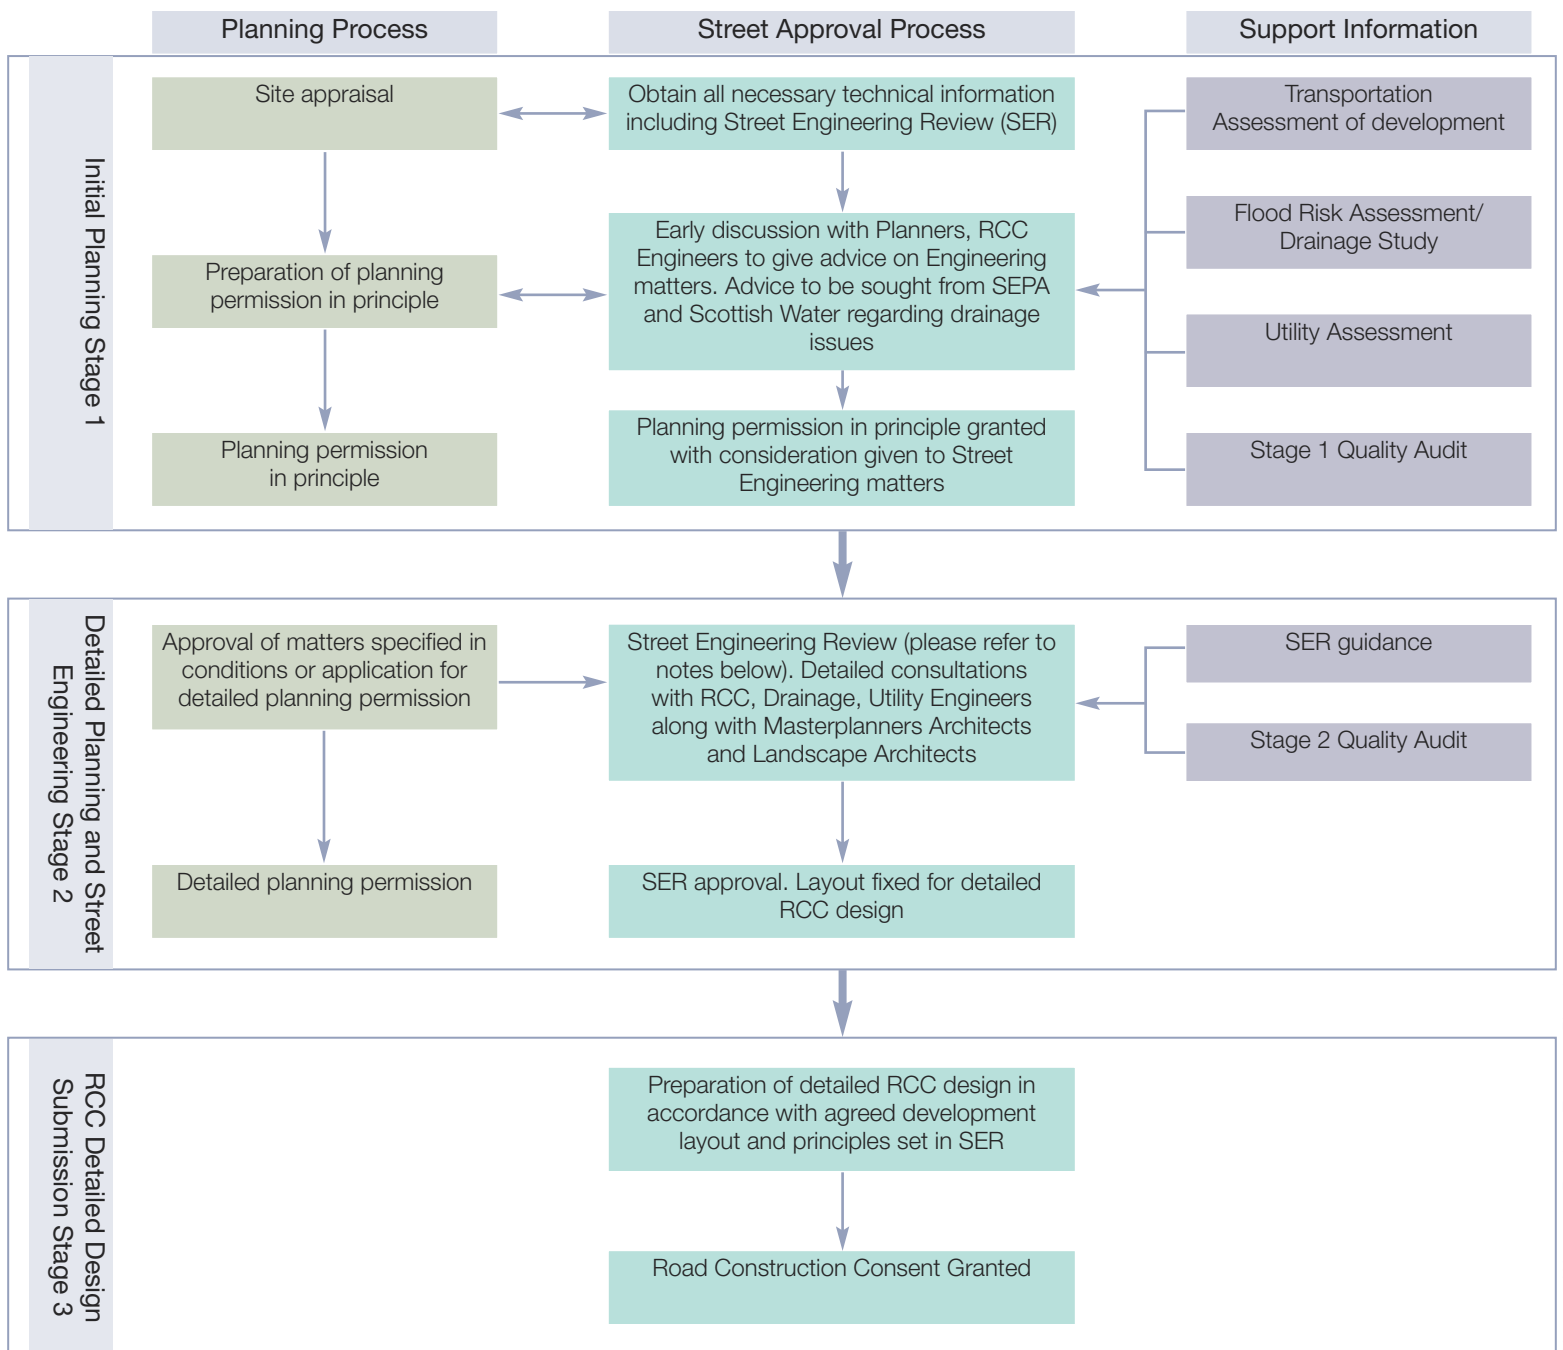 Planning Process
Street Approval Process
Support Information
Initial Planning Stage 1
Site appraisal
Obtain all necessary technical information
including Street Engineering Review (SER)
Transportation
Assessment of development
Early discussion with Planners, RCC
Engineers to give advice on Engineering
matters. Advice to be sought from SEPA
and Scottish Water regarding drainage
issues
Flood Risk Assessment/
Drainage Study
Preparation of planning
permission in principle
Utility Assessment
Planning permission
in principle
Planning permission in principle granted
with consideration given to Street
Engineering matters
Stage 1 Quality Audit
Detailed Planning and Street
Engineering Stage 2
Approval of matters specified in
conditions or application for
detailed planning permission
Street Engineering Review (please refer to
notes below). Detailed consultations
with RCC, Drainage, Utility Engineers
along with Masterplanners Architects
and Landscape Architects
SER guidance
Stage 2 Quality Audit
Detailed planning permission
SER approval. Layout fixed for detailed
RCC design
RCC Detailed Design
Submission Stage 3
Preparation of detailed RCC design in
accordance with agreed development
layout and principles set in SER
Road Construction Consent Granted